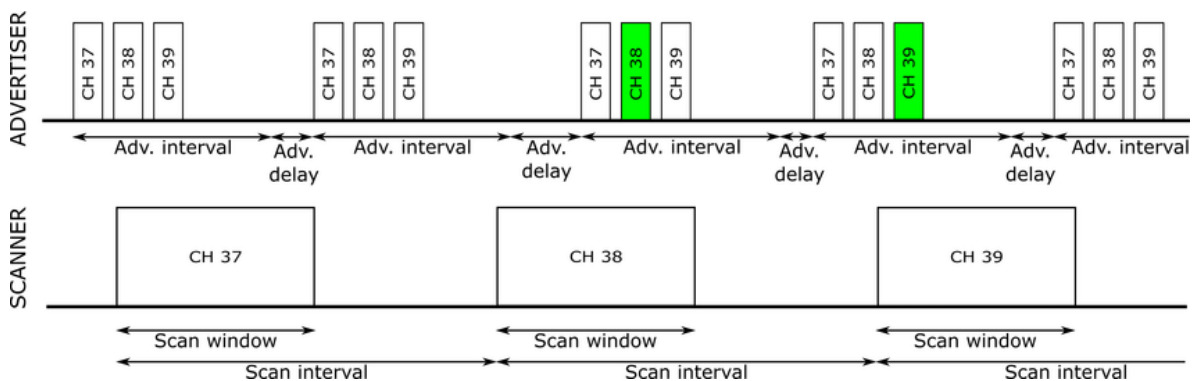 ADVERTISER
CH 37
CH 38
CH 39
CH 37
CH 38
CH 39
CH 37
CH 38
CH 39
CH 37
CH 38
CH 39
CH 37
CH 38
CH 39
Adv. interval
Adv.
delay
Adv. interval
Adv.
delay
Adv. interval
Adv.
delay
Adv. interval
Adv.
delay
Adv. interval
SCANNER
CH 37
CH 38
CH 39
Scan window
Scan window
Scan window
Scan interval
Scan interval
Scan interval